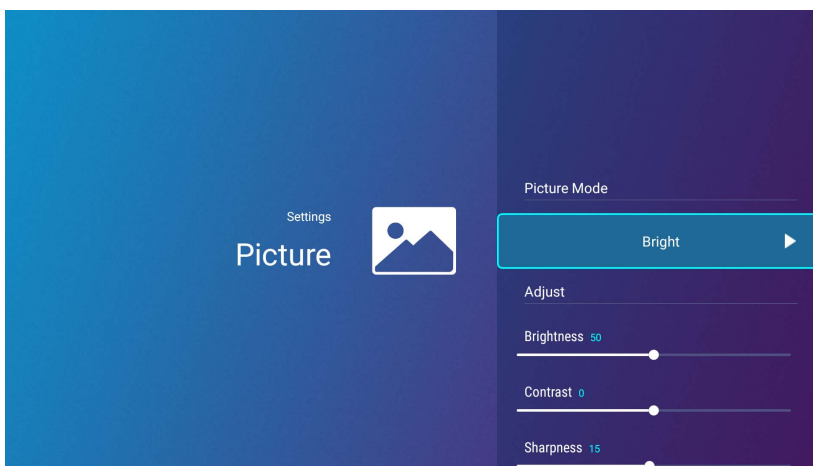 Settings
Picture
Picture Mode
Bright
Adjust
Brightness 50
Contrast 0
Sharpness 15